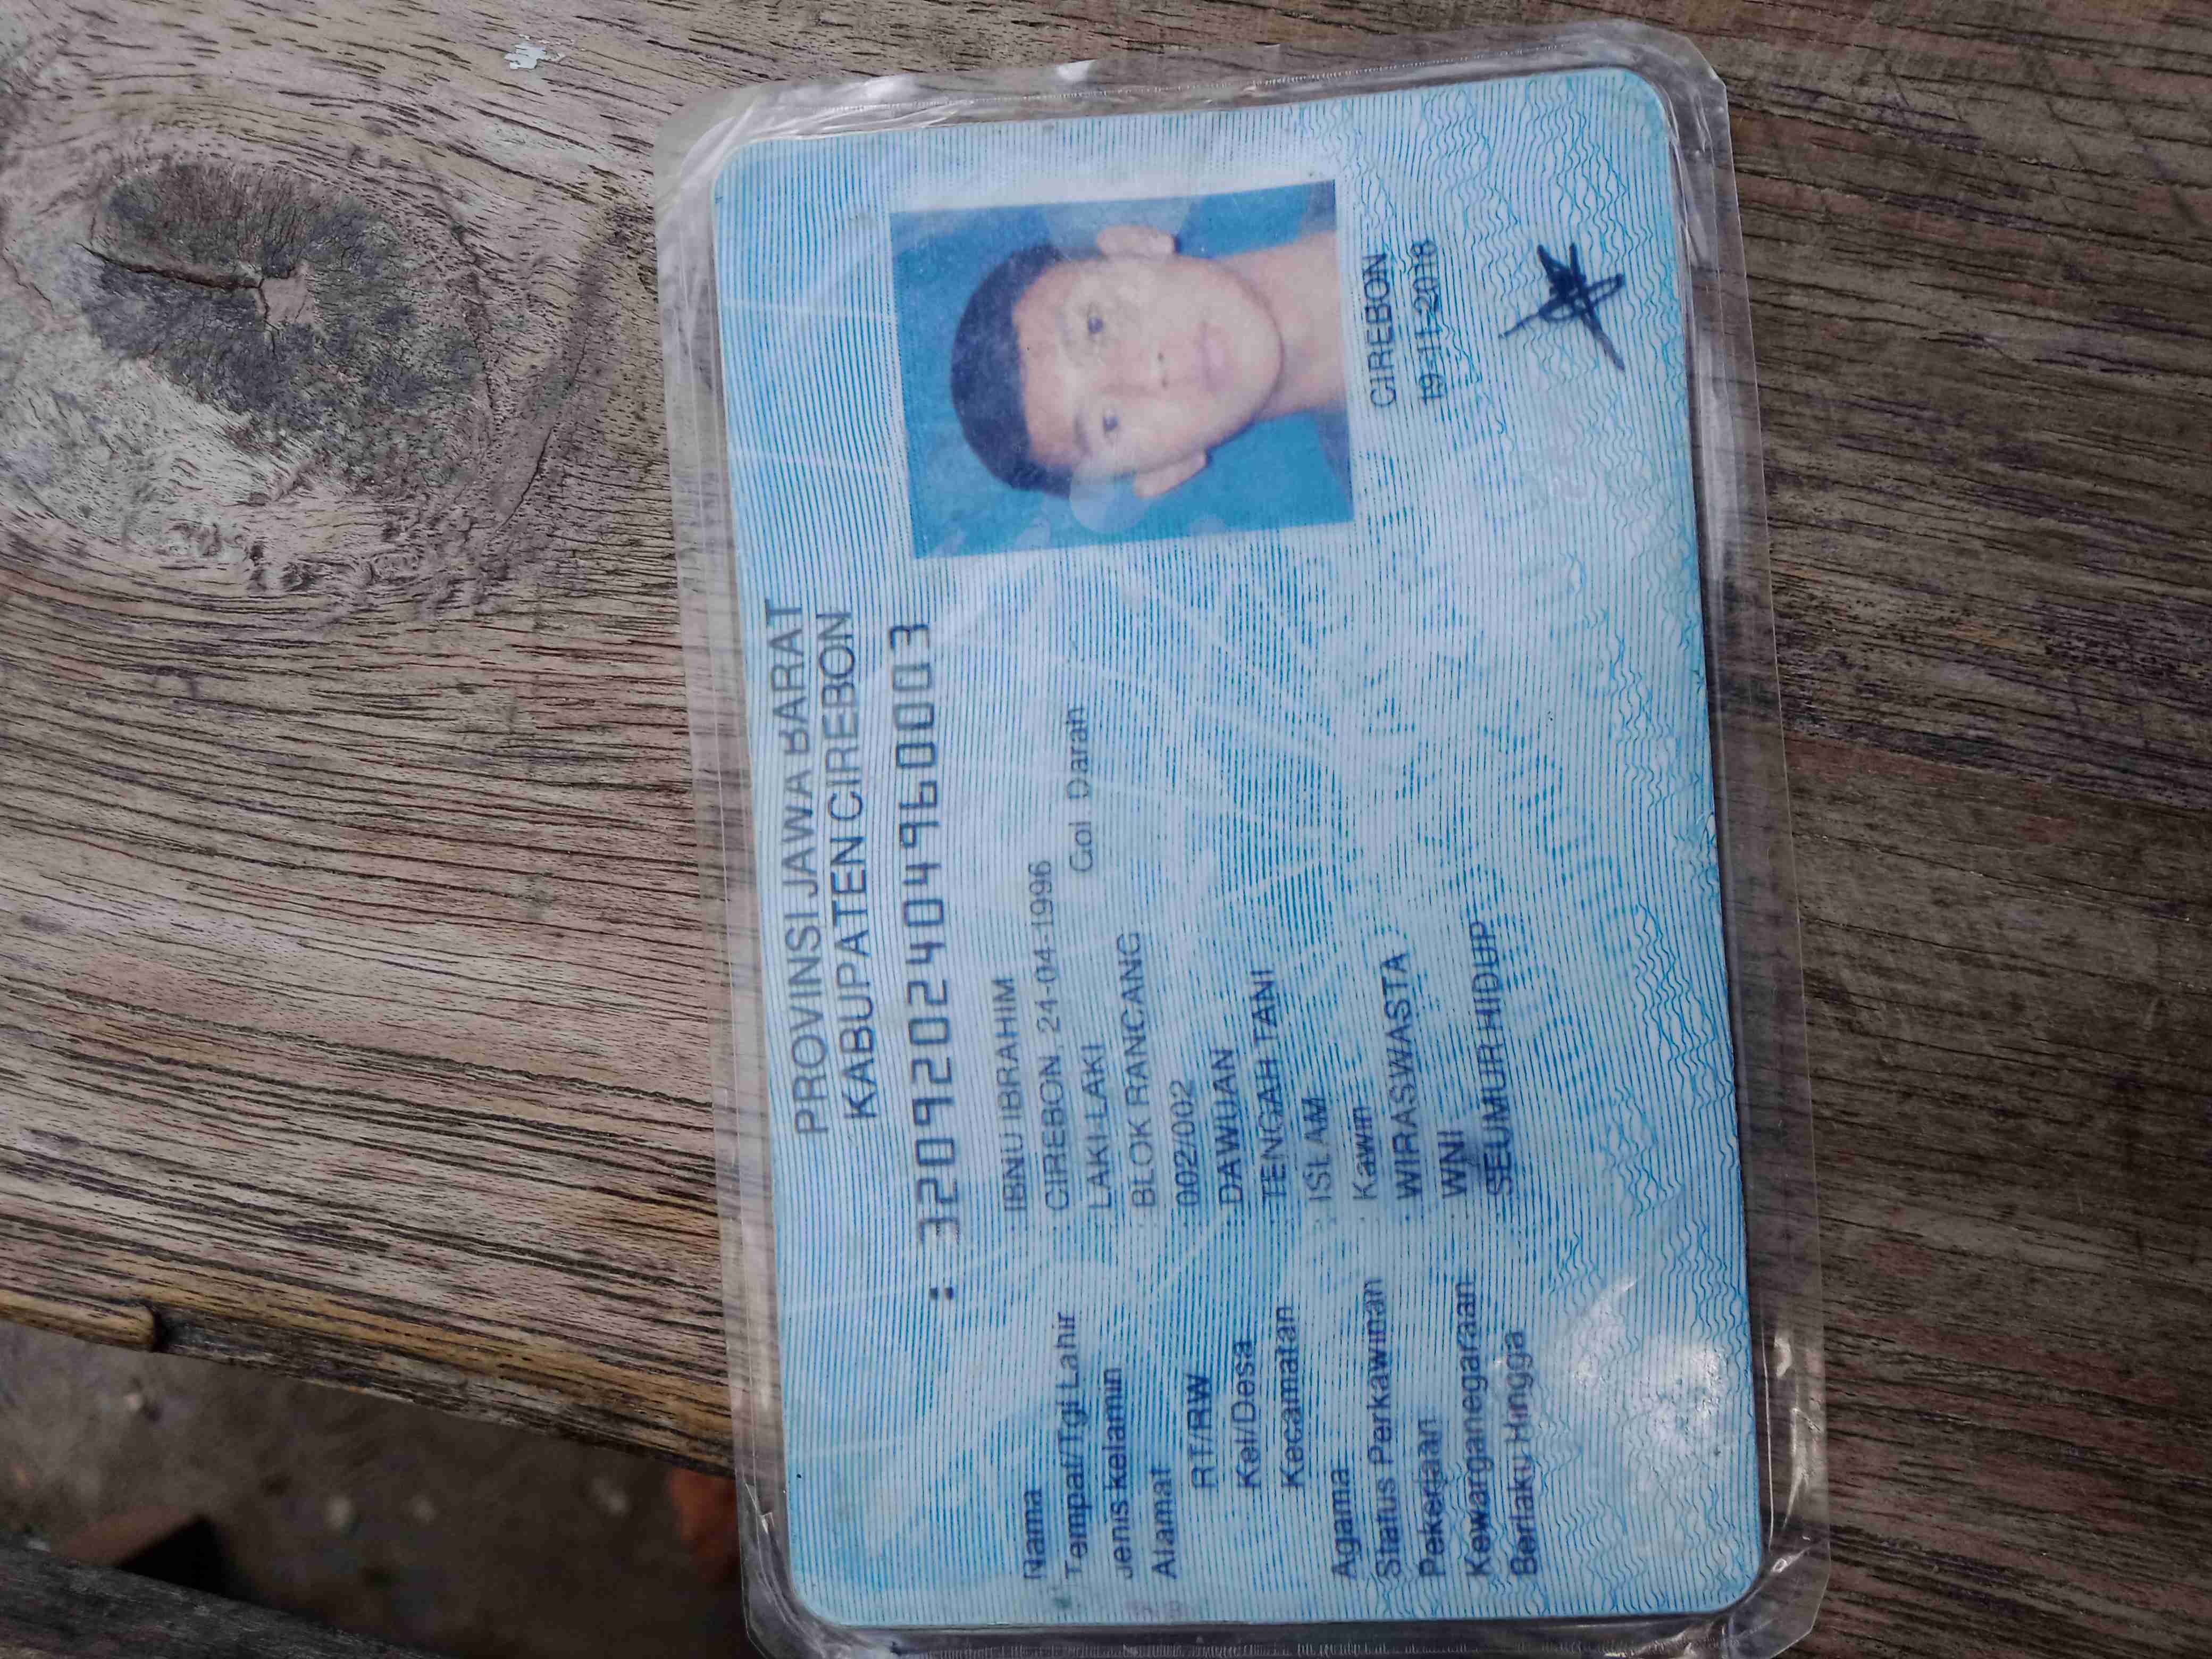 PROVINSI JAWA BARAT
KABUPATEN CIREBON
: 3209202404960003
Nama : IBNU IBRAHIM
Tempat/Tgl Lahir : CIREBON, 24-04-1996
Jenis kelamin : LAKI-LAKI Gol Darah
Alamat : BLOK RANCANG
RT/RW : 002/002
Kel/Desa : DAWUAN
Kecamatan : TENGAH TANI
Agama : ISLAM
Status Perkawinan : Kawin
Pekerjaan : WIRASWASTA
Kewarganegaraan : WNI
Berlaku Hingga : SEUMUR HIDUP
CIREBON
19-11-2018